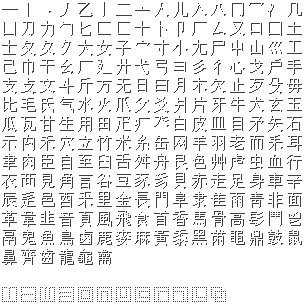 一丨丶丿乙亅二亠人儿入八冂冖冫几
凵刀力勹匕匚匸十卜卩厂厶又口囗土
士夂夊夕大女子宀寸小尢尸屮山巛工
己巾干幺广廴廾弋弓彐彡彳心戈戶手
支攴文斗斤方无日曰月木欠止歹殳毋
比毛氏气水火爪父爻爿片牙牛犬玄玉
瓜瓦甘生用田疋疒癶白皮皿目矛矢石
示禸禾穴立竹米糸缶网羊羽老而耒耳
聿肉臣自至臼舌舛舟艮色艸虍虫血行
衣襾見角言谷豆豕豸貝赤走足身車辛
辰辵邑酉釆里金長門阜隶隹雨靑非面
革韋韭音頁風飛食首香馬骨高髟鬥鬯
鬲鬼魚鳥鹵鹿麥麻黃黍黑黹黽鼎鼓鼠
鼻齊齒龍龜龠